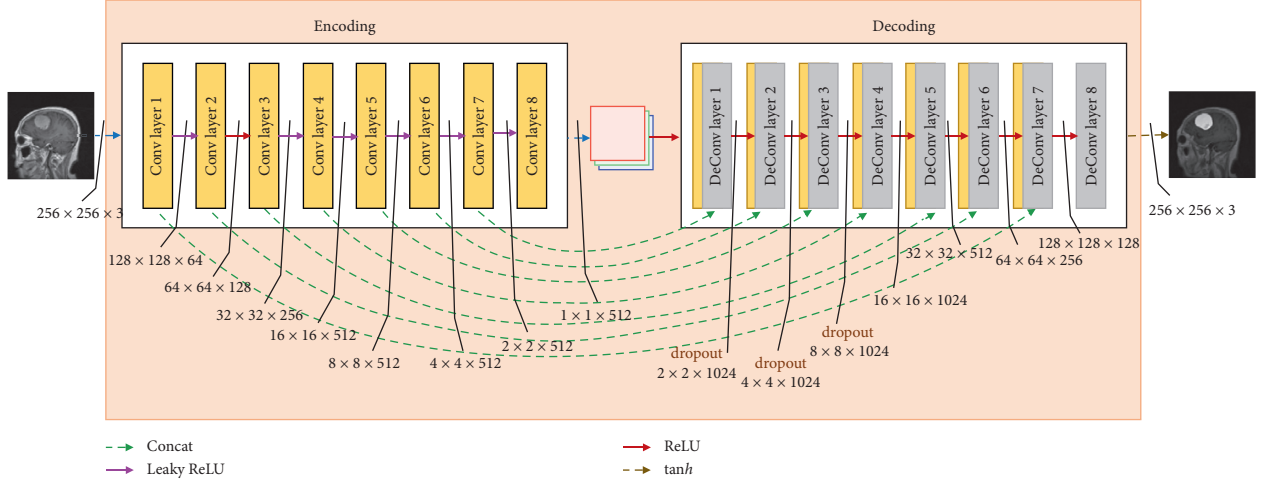 Encoding
Decoding
Conv layer 1
Conv layer 2
Conv layer 3
Conv layer 4
Conv layer 5
Conv layer 6
Conv layer 7
Conv layer 8
DeConv layer 1
DeConv layer 2
DeConv layer 3
DeConv layer 4
DeConv layer 5
DeConv layer 6
DeConv layer 7
DeConv layer 8
256 × 256 × 3
128 × 128 × 64
64 × 64 × 128
32 × 32 × 256
16 × 16 × 512
8 × 8 × 512
4 × 4 × 512
2 × 2 × 512
1 × 1 × 512
dropout
2 × 2 × 1024
dropout
4 × 4 × 1024
dropout
8 × 8 × 1024
16 × 16 × 1024
32 × 32 × 512
64 × 64 × 256
128 × 128 × 128
256 × 256 × 3
Concat
Leaky ReLU
ReLU
tanh